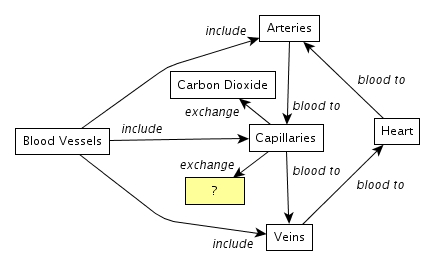 Arteries
include
Carbon Dioxide
blood to
blood to
exchange
Blood Vessels
include
Capillaries
Heart
exchange
?
blood to
blood to
include
Veins